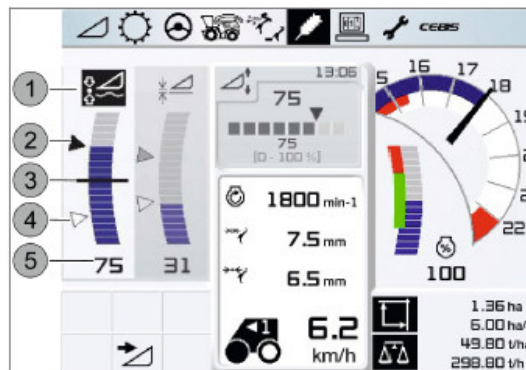 CEBIS
1
2
3
4
5
75
31
13:06
75
75
[0 - 100 %]
1800 min-1
7.5 mm
6.5 mm
1
6.2
km/h
16
17
18
22
%
100
1.36 ha
6.00 ha/
49.80 t/ha
298.80 t/h